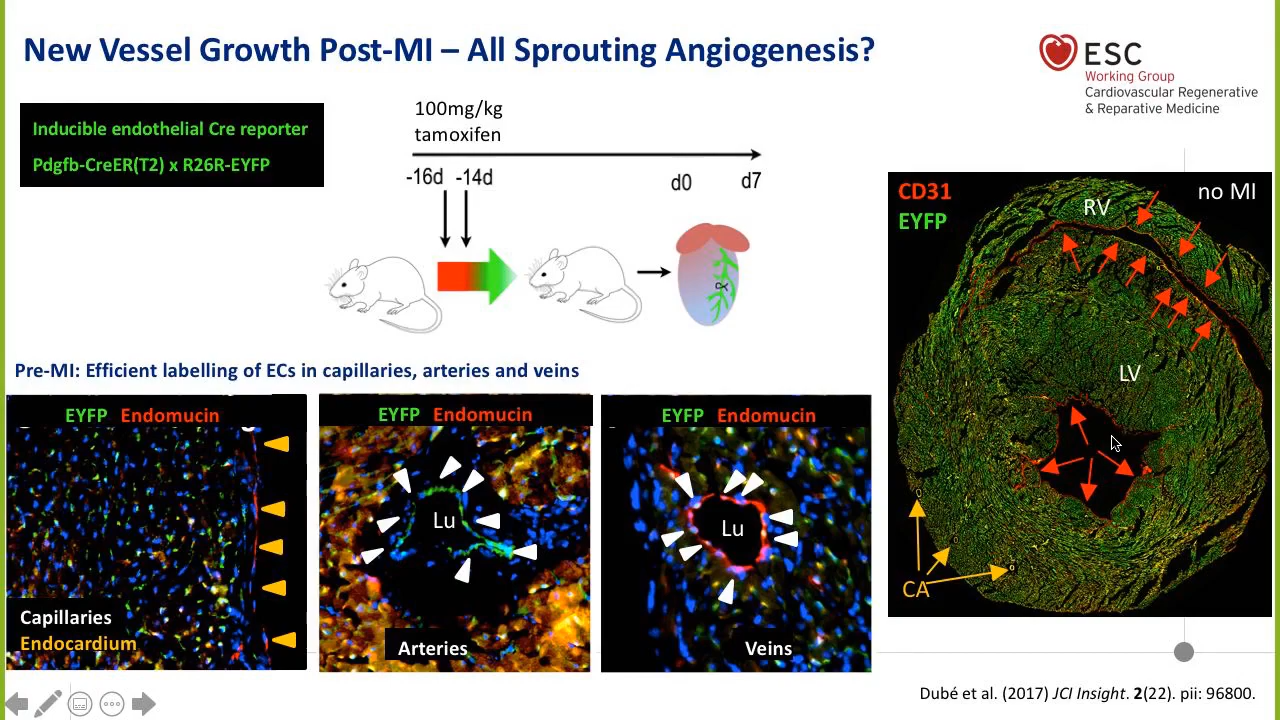 New Vessel Growth Post-MI – All Sprouting Angiogenesis?
ESC
Working Group
Cardiovascular Regenerative
& Reparative Medicine
Inducible endothelial Cre reporter
Pdgfb-CreER(T2) x R26R-EYFP
100mg/kg
tamoxifen
-16d -14d d0 d7
CD31 no MI
EYFP
RV
LV
CA
Pre-MI: Efficient labelling of ECs in capillaries, arteries and veins
EYFP Endomucin
Capillaries
Endocardium
EYFP Endomucin
Lu
Arteries
EYFP Endomucin
Lu
Veins
Dubé et al. (2017) JCI Insight. 2(22). pii: 96800.